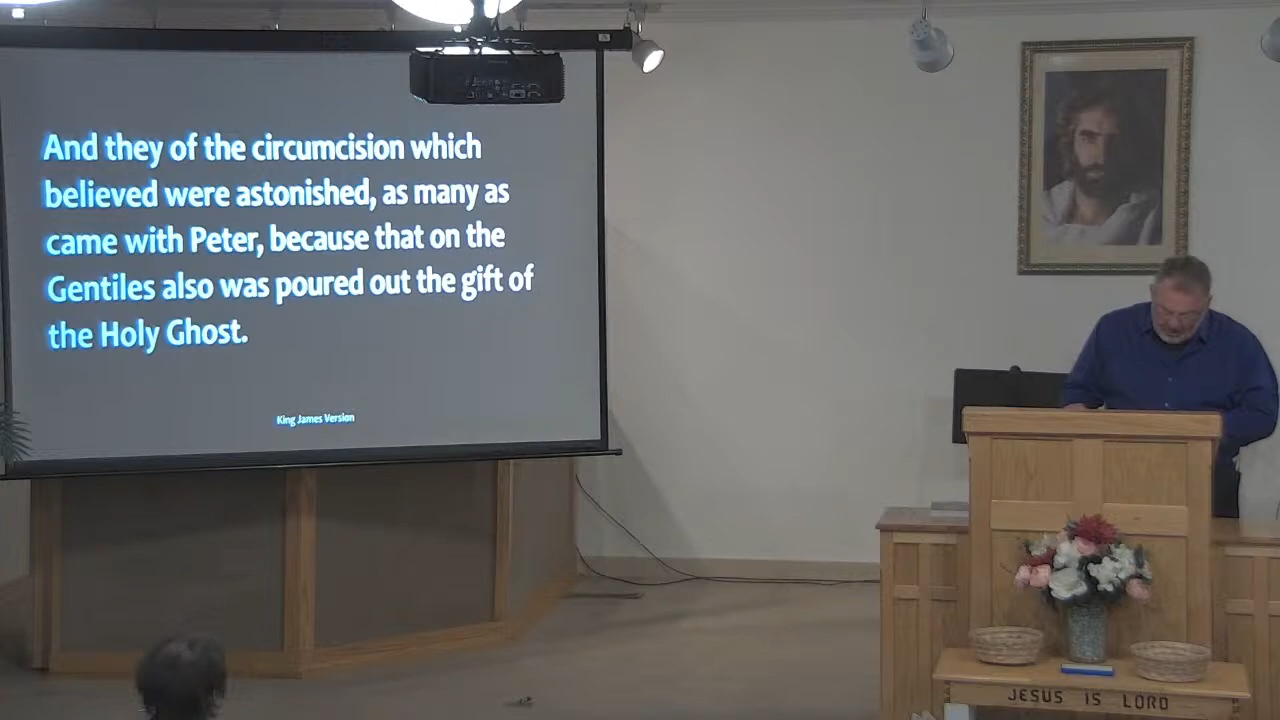 And they of the circumcision which
believed were astonished, as many as
came with Peter, because that on the
Gentiles also was poured out the gift of
the Holy Ghost.
King James Version
JESUS IS LORD